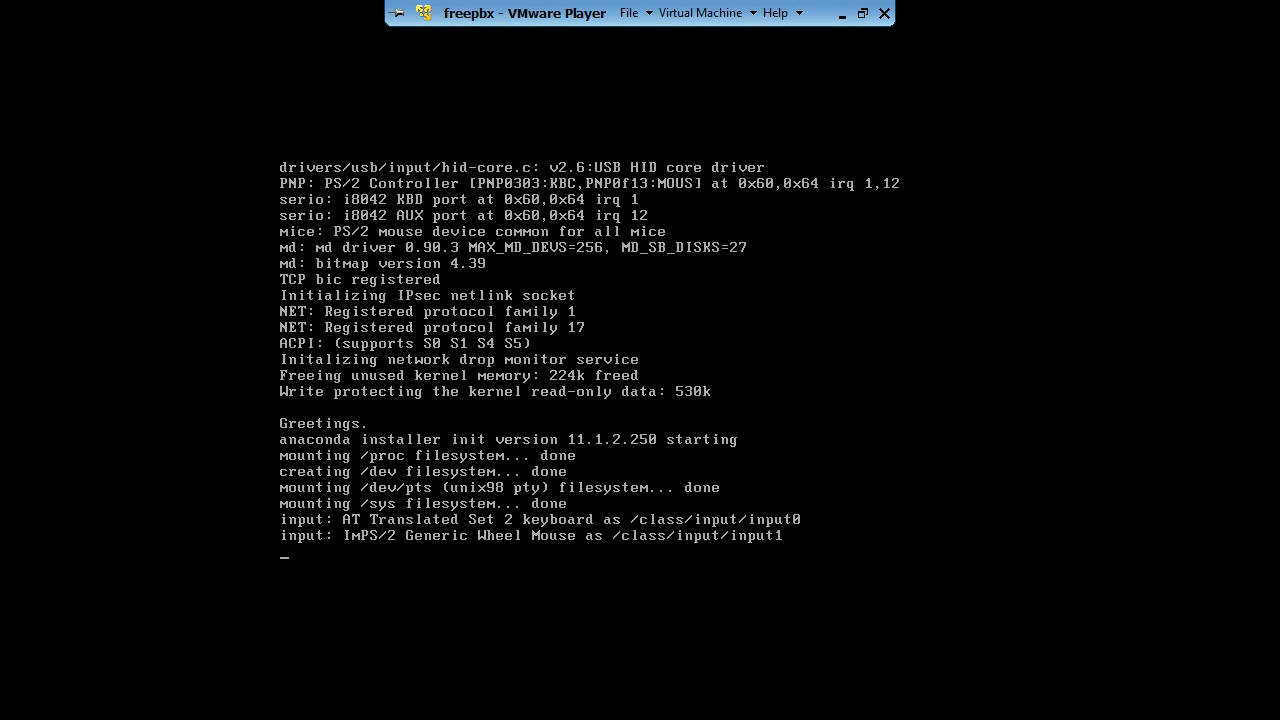 freepbx - VMware Player File Virtual Machine Help
drivers/usb/input/hid-core.c: v2.6:USB HID core driver
PNP: PS/2 Controller [PNP0303:KBC,PNP0f13:MOUS] at 0x60,0x64 irq 1,12
serio: i8042 KBD port at 0x60,0x64 irq 1
serio: i8042 AUX port at 0x60,0x64 irq 12
mice: PS/2 mouse device common for all mice
md: md driver 0.90.3 MAX_MD_DEVS=256, MD_SB_DISKS=27
md: bitmap version 4.39
TCP bic registered
Initializing IPsec netlink socket
NET: Registered protocol family 1
NET: Registered protocol family 17
ACPI: (supports S0 S1 S4 S5)
Initalizing network drop monitor service
Freeing unused kernel memory: 224k freed
Write protecting the kernel read-only data: 530k
Greetings.
anaconda installer init version 11.1.2.250 starting
mounting /proc filesystem... done
creating /dev filesystem... done
mounting /dev/pts (unix98 pty) filesystem... done
mounting /sys filesystem... done
input: AT Translated Set 2 keyboard as /class/input/input0
input: ImPS/2 Generic Wheel Mouse as /class/input/input1
_